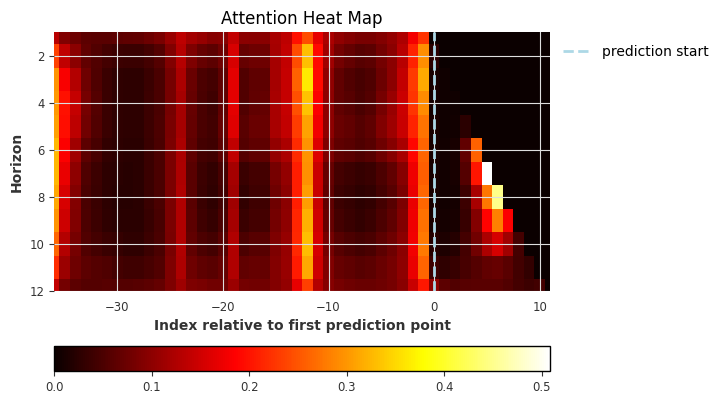 Attention Heat Map
prediction start
2
4
6
8
10
12
Horizon
−30 −20 −10 0 10
Index relative to first prediction point
0.0 0.1 0.2 0.3 0.4 0.5